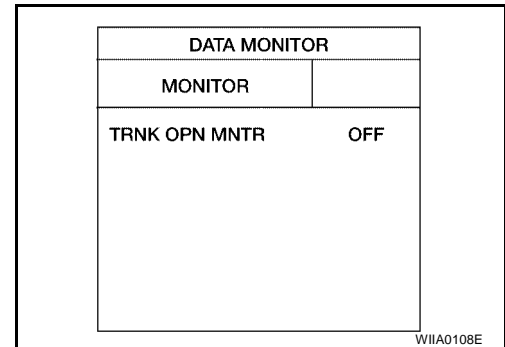 DATA MONITOR
MONITOR
TRNK OPN MNTR OFF
WIIA0108E